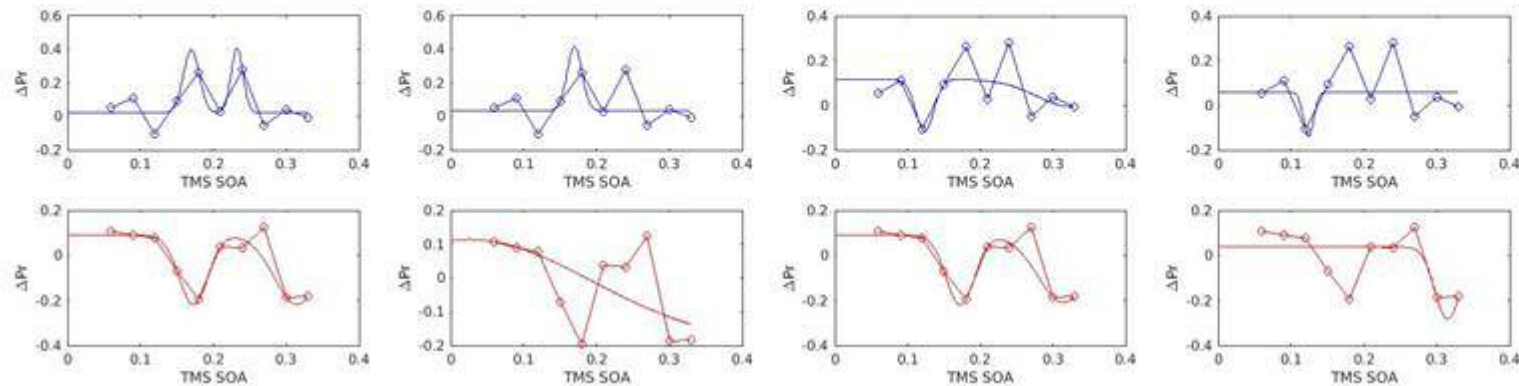 0.6 0.6 0.4 0.4
0.4 0.4 0.2 0.2
ΔPr 0.2 ΔPr 0.2 ΔPr ΔPr
0 0 0 0
-0.2 -0.2 -0.2 -0.2
0 0.1 0.2 0.3 0.4 0 0.1 0.2 0.3 0.4 0 0.1 0.2 0.3 0.4 0 0.1 0.2 0.3 0.4
TMS SOA TMS SOA TMS SOA TMS SOA
0.2 0.2 0.2 0.2
0.1
0 0 0 0
ΔPr ΔPr ΔPr ΔPr
-0.2 -0.1 -0.2 -0.2
-0.4 -0.2 -0.4 -0.4
0 0.1 0.2 0.3 0.4 0 0.1 0.2 0.3 0.4 0 0.1 0.2 0.3 0.4 0 0.1 0.2 0.3 0.4
TMS SOA TMS SOA TMS SOA TMS SOA